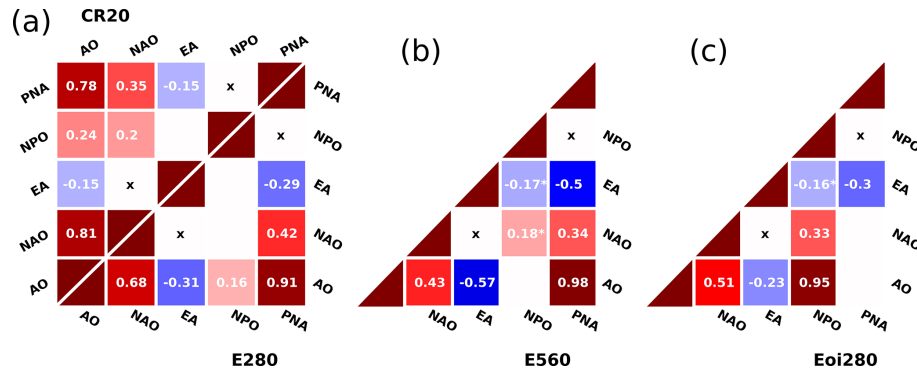 CR20
(a)
(b)
(c)
AO NAO EA NPO PNA
PNA 0.78 0.35 -0.15 x PNA
NPO 0.24 0.2 x NPO
EA -0.15 x -0.29 EA
NAO 0.81 x 0.42 NAO
AO 0.68 -0.31 0.16 0.91 AO
AO NAO EA NPO PNA
E280
x NPO
-0.17* -0.5 EA
x 0.18* 0.34 NAO
0.43 -0.57 0.98 AO
NAO EA NPO PNA
E560
x NPO
-0.16* -0.3 EA
x 0.33 NAO
0.51 -0.23 0.95 AO
NAO EA NPO PNA
Eoi280
PNA
PNA